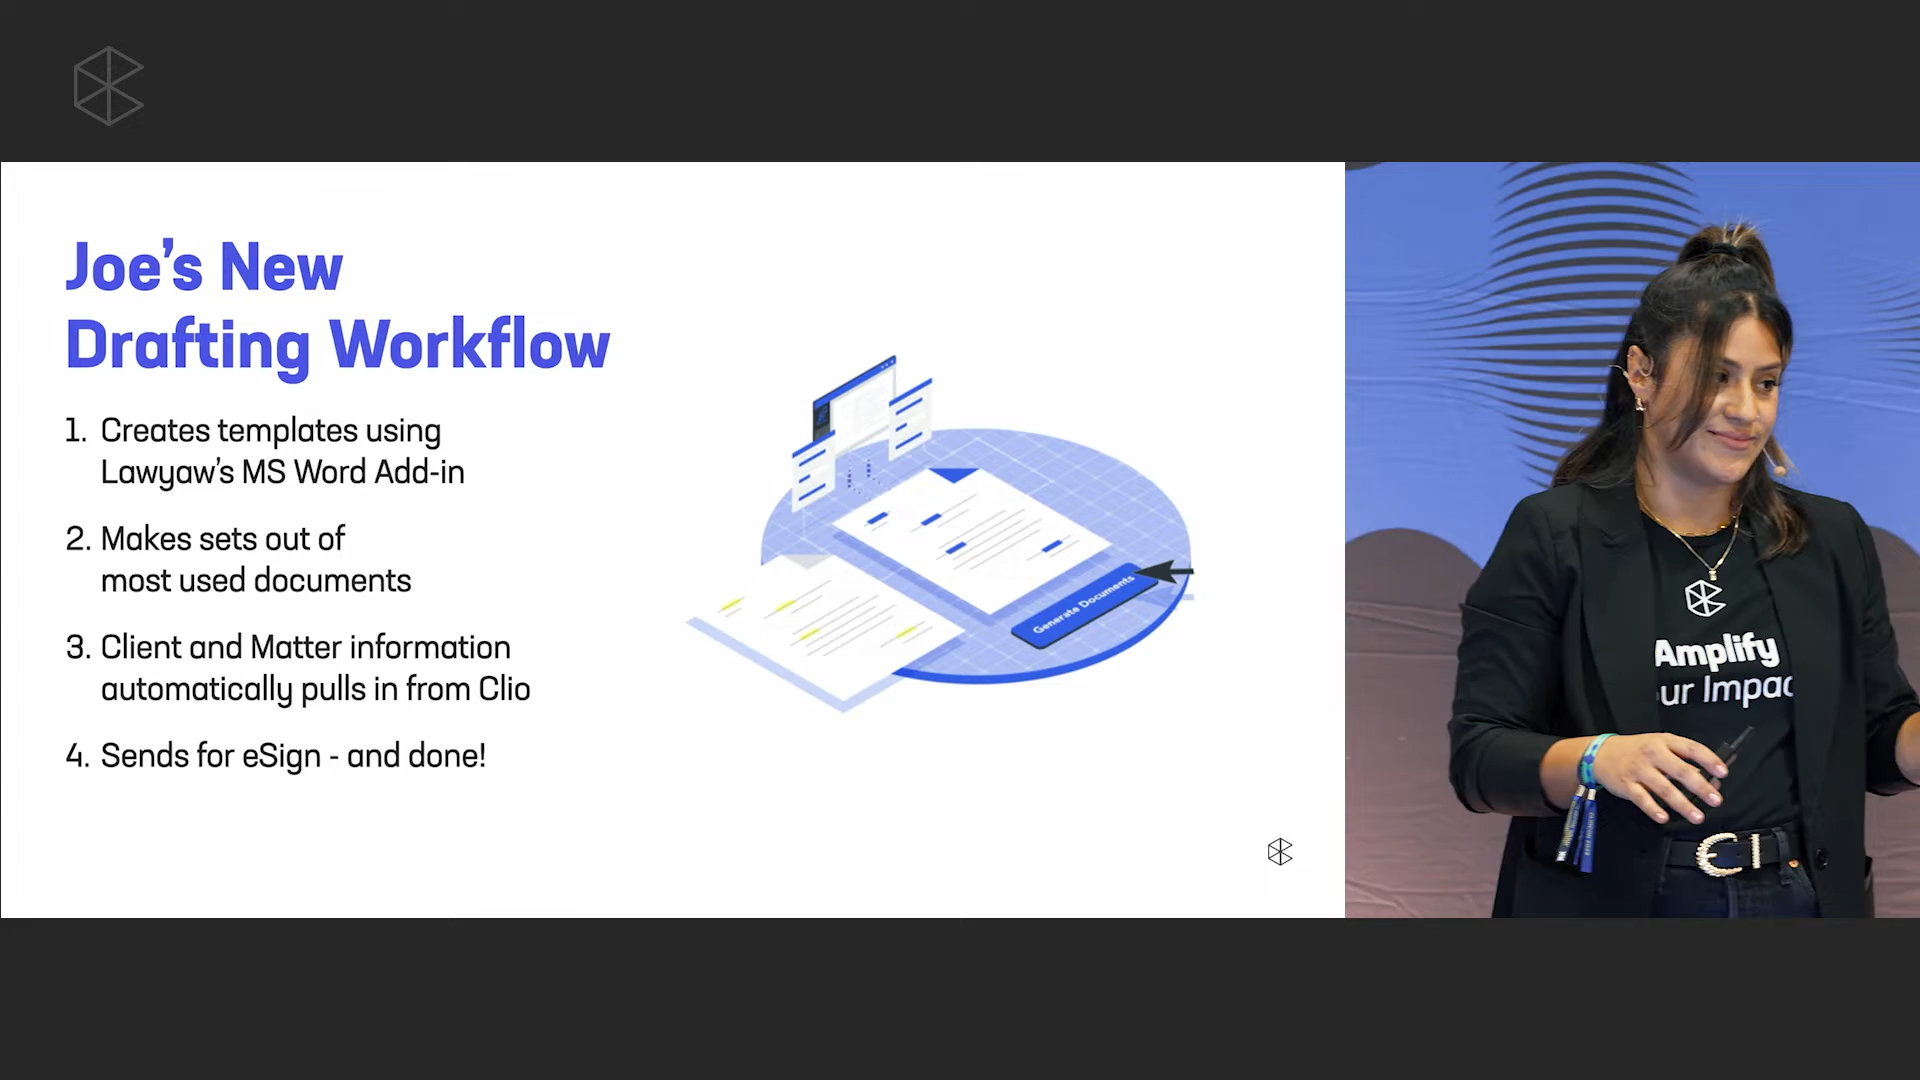 Joe's New
Drafting Workflow
1. Creates templates using
Lawyaw's MS Word Add-in
2. Makes sets out of
most used documents
3. Client and Matter information
automatically pulls in from Clio
4. Sends for eSign - and done!
Generate Documents
Amplify
ur Impac